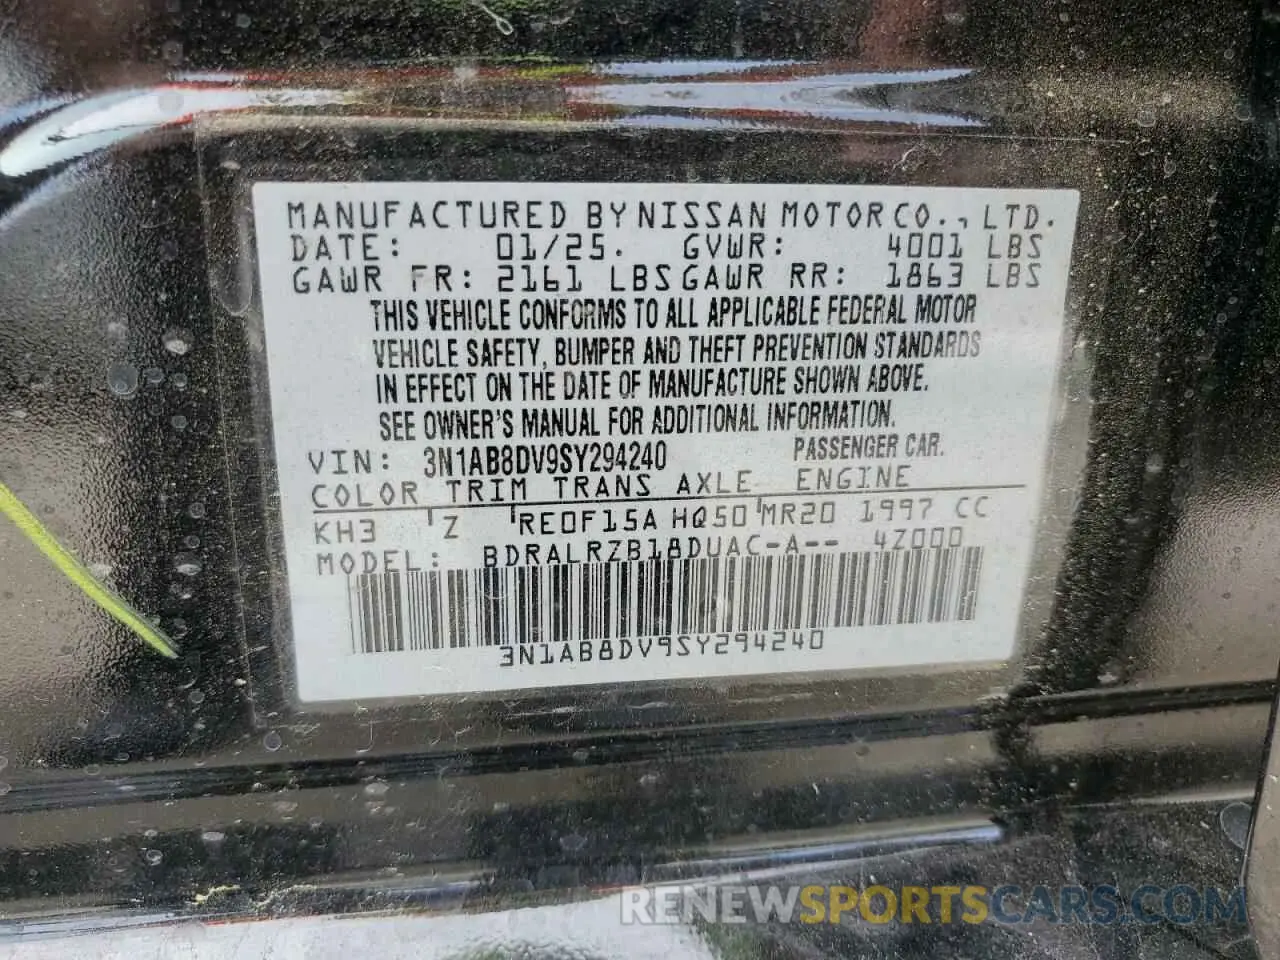 MANUFACTURED BY NISSAN MOTOR CO., LTD.
DATE: 01/25. GVWR: 4001 LBS
GAWR FR: 2161 LBS GAWR RR: 1863 LBS
THIS VEHICLE CONFORMS TO ALL APPLICABLE FEDERAL MOTOR
VEHICLE SAFETY, BUMPER AND THEFT PREVENTION STANDARDS
IN EFFECT ON THE DATE OF MANUFACTURE SHOWN ABOVE.
SEE OWNER'S MANUAL FOR ADDITIONAL INFORMATION.
VIN: 3N1AB8DV9SY294240 PASSENGER CAR.
COLOR TRIM TRANS AXLE ENGINE
KH3 Z RE0F15A HQ50 MR20 1997 CC
MODEL: BDRALRZB18DUAC-A-- 4Z000
3N1AB8DV9SY294240
RENEWSPORTSCARS.COM